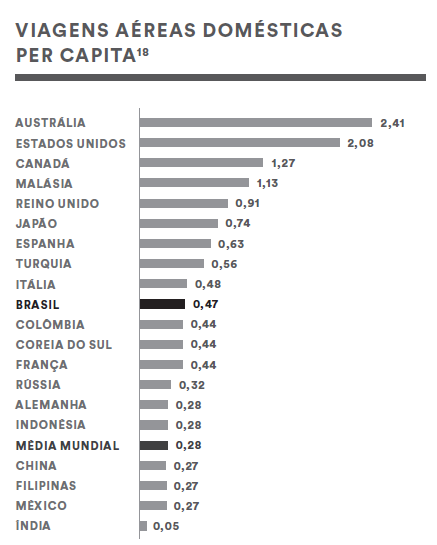 VIAGENS AÉREAS DOMÉSTICAS
PER CAPITA¹⁸
AUSTRÁLIA 2,41
ESTADOS UNIDOS 2,08
CANADÁ 1,27
MALÁSIA 1,13
REINO UNIDO 0,91
JAPÃO 0,74
ESPANHA 0,63
TURQUIA 0,56
ITÁLIA 0,48
BRASIL 0,47
COLÔMBIA 0,44
COREIA DO SUL 0,44
FRANÇA 0,44
RÚSSIA 0,32
ALEMANHA 0,28
INDONÉSIA 0,28
MÉDIA MUNDIAL 0,28
CHINA 0,27
FILIPINAS 0,27
MÉXICO 0,27
ÍNDIA 0,05